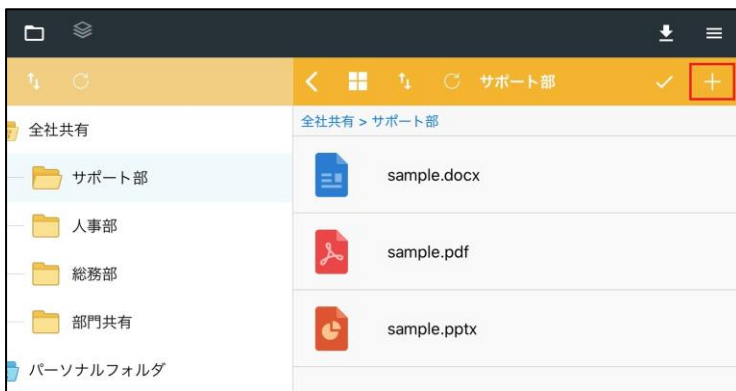 サポート部
全社共有
サポート部
人事部
総務部
部門共有
パーソナルフォルダ
全社共有 > サポート部
sample.docx
sample.pdf
sample.pptx